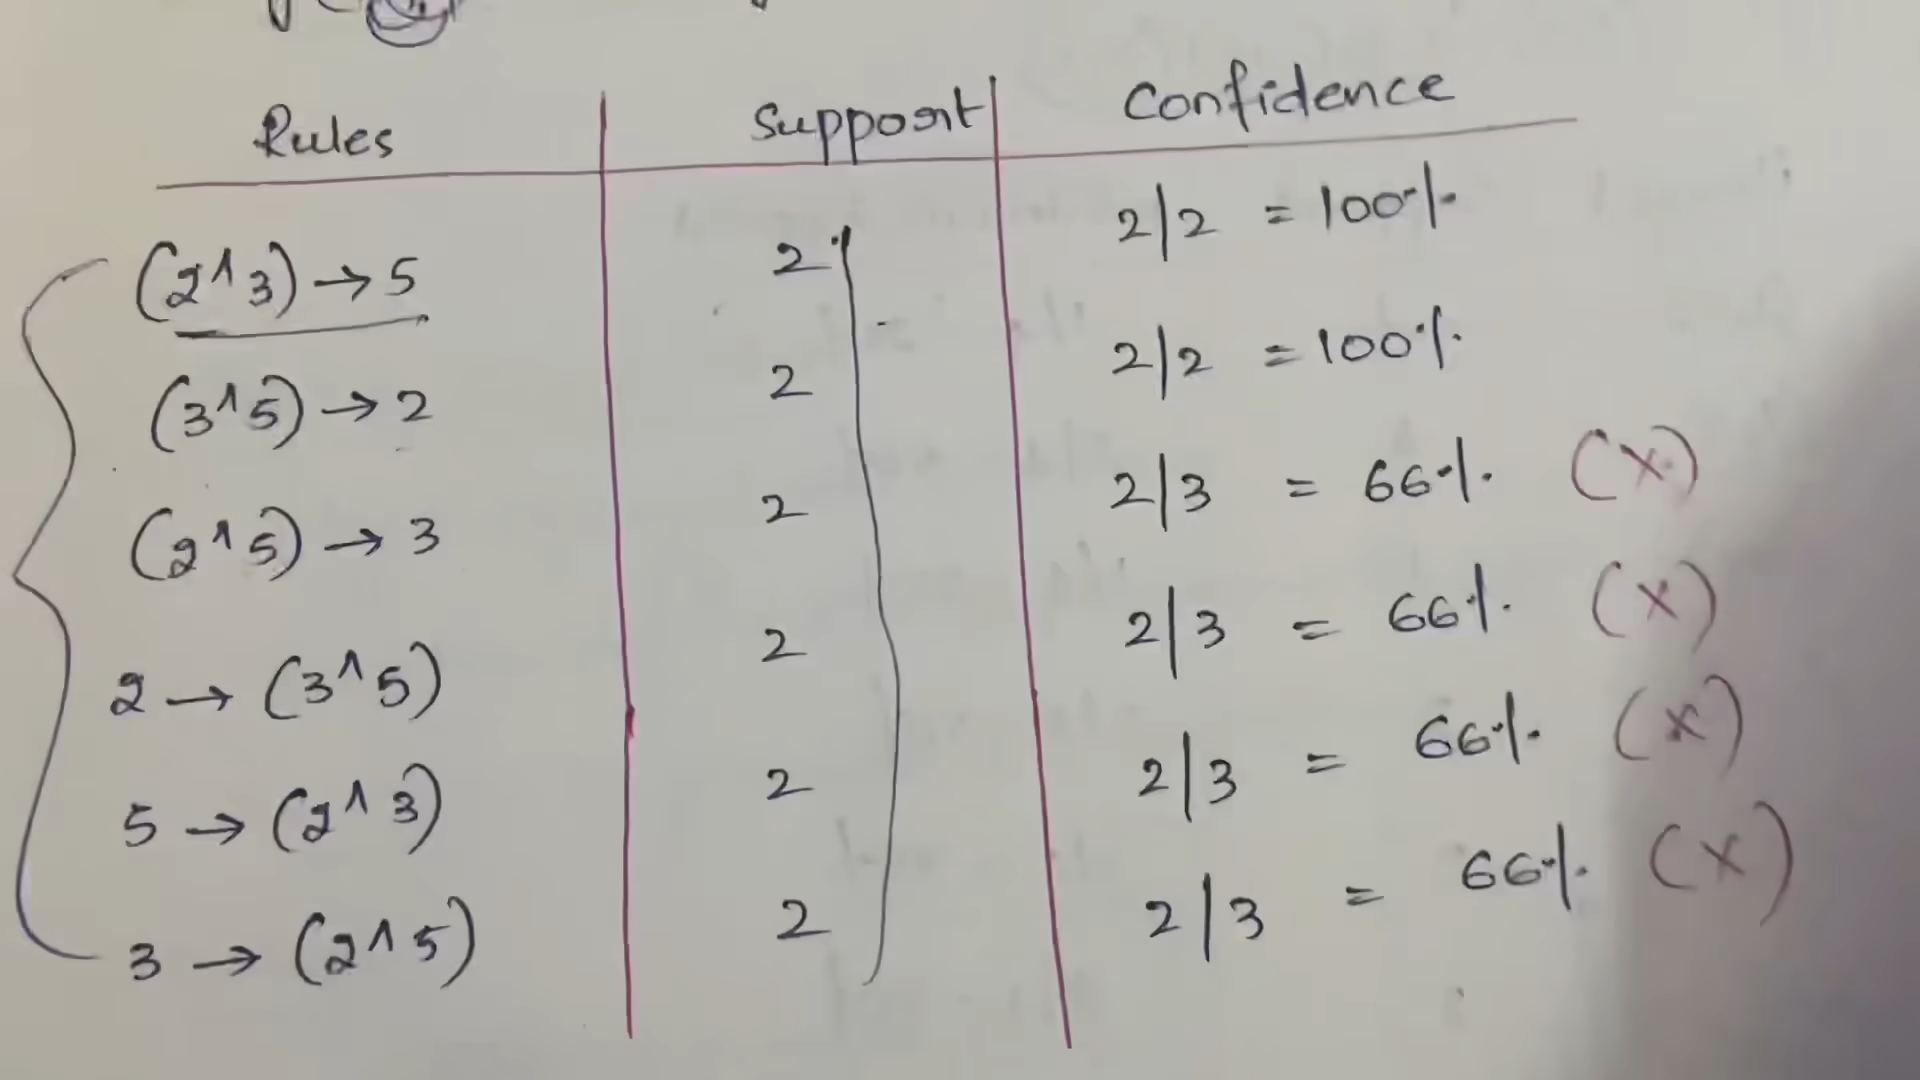 Rules Support Confidence
(2^3) → 5 2 2|2 = 100%
(3^5) → 2 2 2|2 = 100%
(2^5) → 3 2 2|3 = 66% (x)
2 → (3^5) 2 2|3 = 66% (x)
5 → (2^3) 2 2|3 = 66% (x)
3 → (2^5) 2 2|3 = 66% (x)